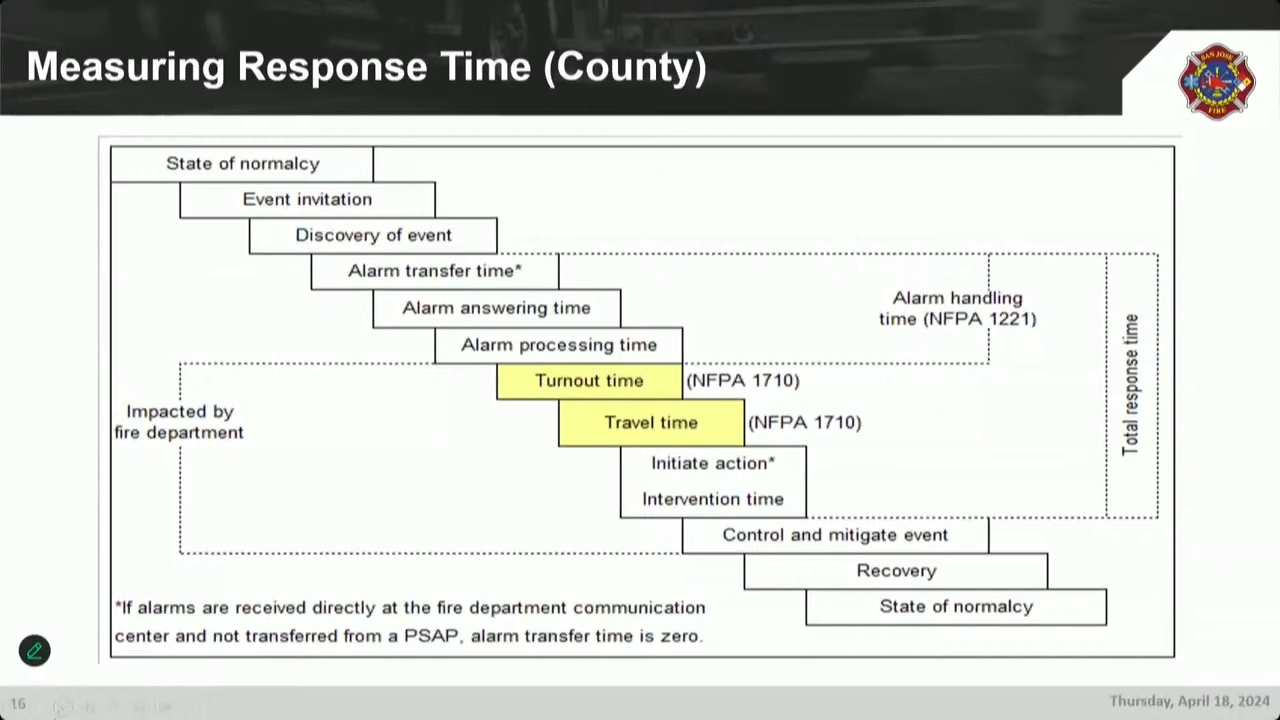 Measuring Response Time (County)
SAN JOSE
FIRE
State of normalcy
Event invitation
Discovery of event
Alarm transfer time*
Alarm answering time
Alarm handling
time (NFPA 1221)
Alarm processing time
Turnout time
(NFPA 1710)
Travel time
(NFPA 1710)
Impacted by
fire department
Total response time
Initiate action*
Intervention time
Control and mitigate event
Recovery
State of normalcy
*If alarms are received directly at the fire department communication
center and not transferred from a PSAP, alarm transfer time is zero.
16
Thursday, April 18, 2024